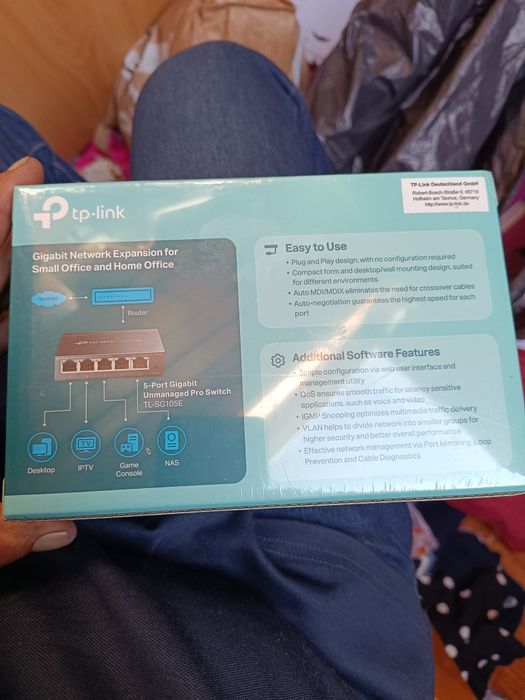 tp-link
TP-Link Deutschland GmbH
Robert-Bosch-Straße 9, 65719
Hofheim am Taunus, Germany
http://www.tp-link.de
Gigabit Network Expansion for
Small Office and Home Office
Internet
Router
5-Port Gigabit
Unmanaged Pro Switch
TL-SG105E
Desktop
IPTV
Game
Console
NAS
Easy to Use
• Plug and Play design, with no configuration required
• Compact form and desktop/wall mounting design, suited
for different environments
• Auto MDI/MDIX eliminates the need for crossover cables
• Auto-negotiation guarantees the highest speed for each
port
Additional Software Features
• Simple configuration via web user interface and
management utility
• QoS ensures smooth traffic for latency sensitive
applications, such as voice and video
• IGMP Snooping optimizes multimedia traffic delivery
• VLAN helps to divide network into smaller groups for
higher security and better overall performance
• Effective network management via Port Mirroring, Loop
Prevention and Cable Diagnostics